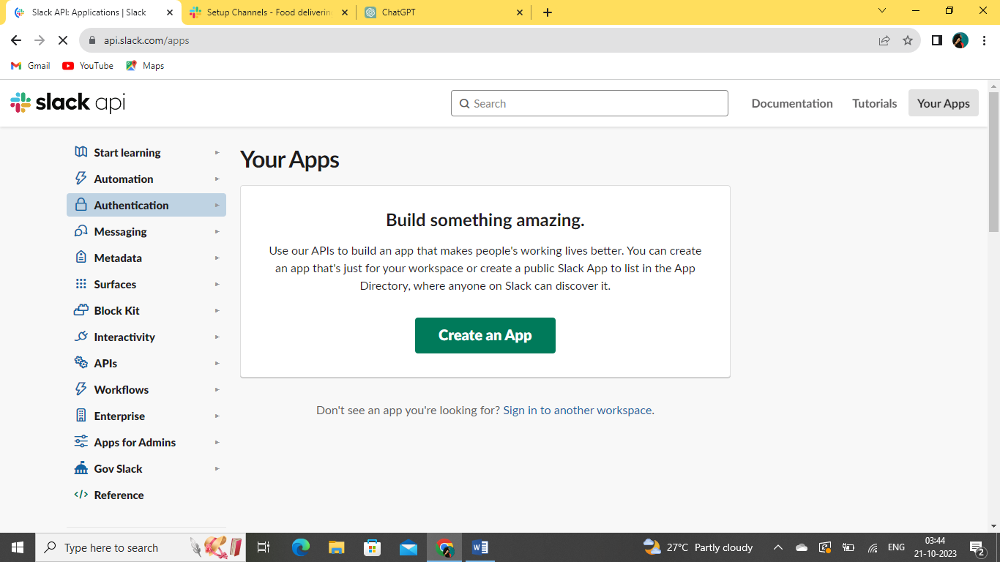 Slack API: Applications | Slack
Setup Channels - Food deliverin
ChatGPT
api.slack.com/apps
Gmail
YouTube
Maps
slack api
Search
Documentation
Tutorials
Your Apps
Start learning
Automation
Authentication
Messaging
Metadata
Surfaces
Block Kit
Interactivity
APIs
Workflows
Enterprise
Apps for Admins
Gov Slack
Reference
Your Apps
Build something amazing.
Use our APIs to build an app that makes people's working lives better. You can create
an app that's just for your workspace or create a public Slack App to list in the App
Directory, where anyone on Slack can discover it.
Create an App
Don't see an app you're looking for? Sign in to another workspace.
Type here to search
27°C Partly cloudy
ENG
03:44
21-10-2023
2